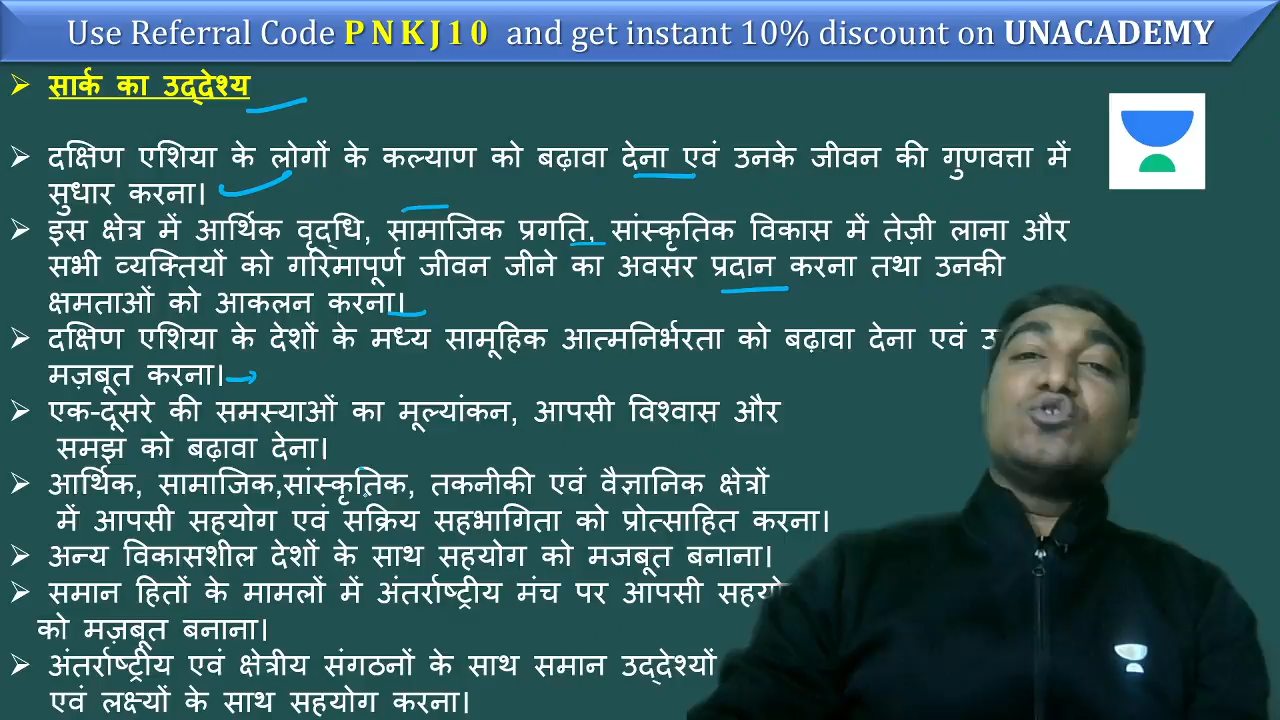 Use Referral Code PNKJ10 and get instant 10% discount on UNACADEMY
सार्क का उद्देश्य
दक्षिण एशिया के लोगों के कल्याण को बढ़ावा देना एवं उनके जीवन की गुणवत्ता में
सुधार करना।
इस क्षेत्र में आर्थिक वृद्धि, सामाजिक प्रगति, सांस्कृतिक विकास में तेज़ी लाना और
सभी व्यक्तियों को गरिमापूर्ण जीवन जीने का अवसर प्रदान करना तथा उनकी
क्षमताओं को आकलन करना।
दक्षिण एशिया के देशों के मध्य सामूहिक आत्मनिर्भरता को बढ़ावा देना एवं
मज़बूत करना।
एक-दूसरे की समस्याओं का मूल्यांकन, आपसी विश्वास और
समझ को बढ़ावा देना।
आर्थिक, सामाजिक,सांस्कृतिक, तकनीकी एवं वैज्ञानिक क्षेत्रों
में आपसी सहयोग एवं सक्रिय सहभागिता को प्रोत्साहित करना।
अन्य विकासशील देशों के साथ सहयोग को मजबूत बनाना।
समान हितों के मामलों में अंतर्राष्ट्रीय मंच पर आपसी
को मज़बूत बनाना।
अंतर्राष्ट्रीय एवं क्षेत्रीय संगठनों के साथ समान उद्देश्यों
एवं लक्ष्यों के साथ सहयोग करना।